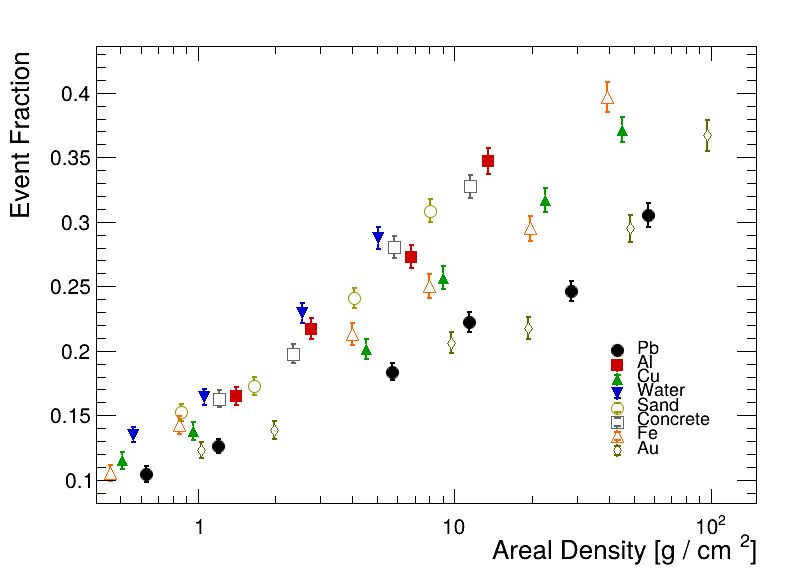 Event Fraction
0.4
0.35
0.3
0.25
0.2
0.15
0.1
Pb
Al
Cu
Water
Sand
Concrete
Fe
Au
1 10 10²
Areal Density [g / cm ²]